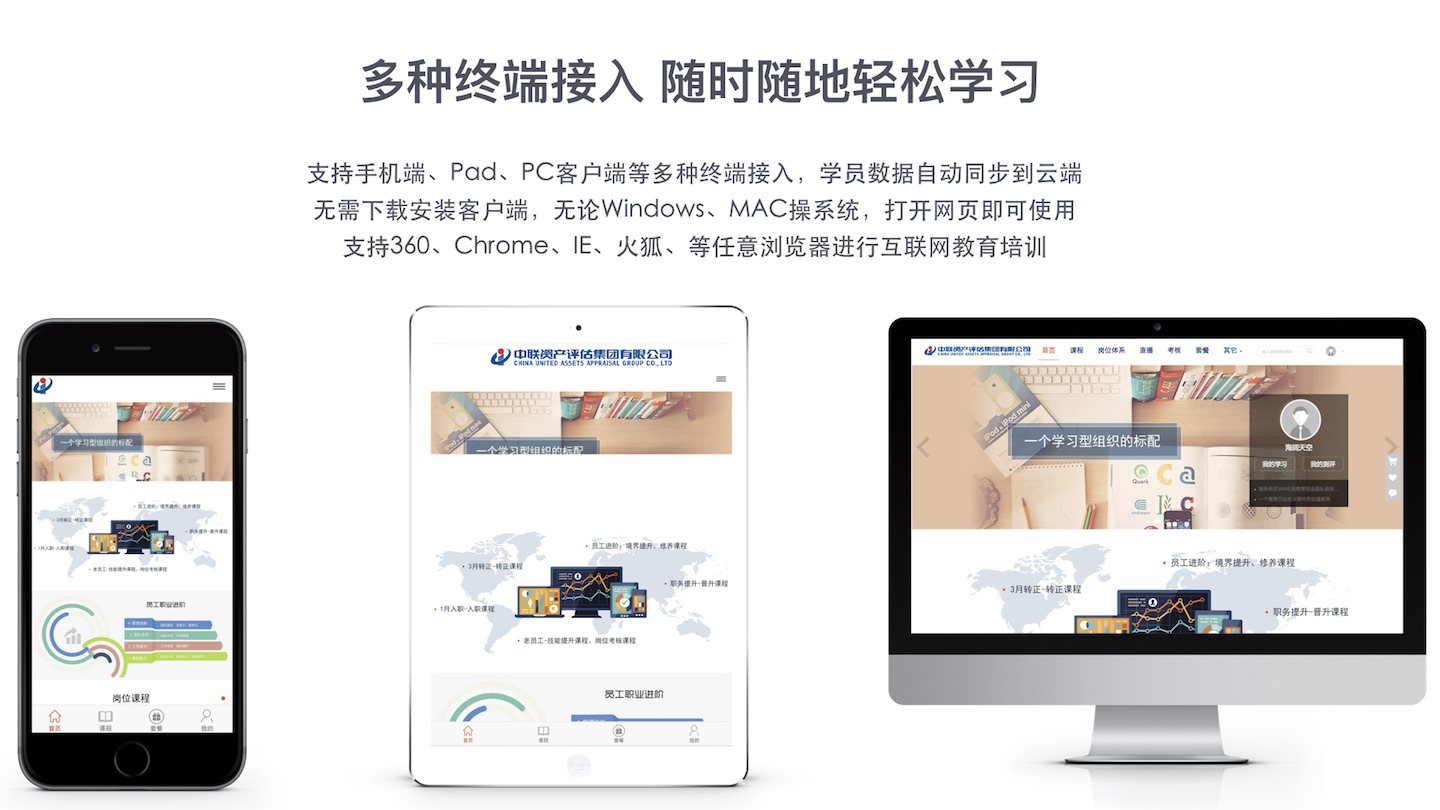 多种终端接入 随时随地轻松学习
支持手机端、Pad、PC客户端等多种终端接入，学员数据自动同步到云端
无需下载安装客户端，无论Windows、MAC操系统，打开网页即可使用
支持360、Chrome、IE、火狐、等任意浏览器进行互联网教育培训
一个学习型组织的标配
员工进阶，境界提升、修养课程
3月转正-转正课程
职务提升-晋升课程
1月入职-入职课程
老员工-技能提升课程、岗位考核课程
员工职业进阶
岗位课程
首页 课程 套餐 我的
中联资产评估集团有限公司
CHINA UNITED ASSETS APPRAISAL GROUP CO., LTD
一个学习型组织的标配
员工进阶，境界提升、修养课程
3月转正-转正课程
职务提升-晋升课程
1月入职-入职课程
老员工-技能提升课程、岗位考核课程
员工职业进阶
首页 课程 套餐 我的
中联资产评估集团有限公司
CHINA UNITED ASSETS APPRAISAL GROUP CO., LTD
首页 课程 岗位体系 直播 考核 套餐 其它
iPad iPod mini
一个学习型组织的标配
Quark
海阔天空
我的学习 我的测评
员工进阶，境界提升、修养课程
3月转正-转正课程
职务提升-晋升课程